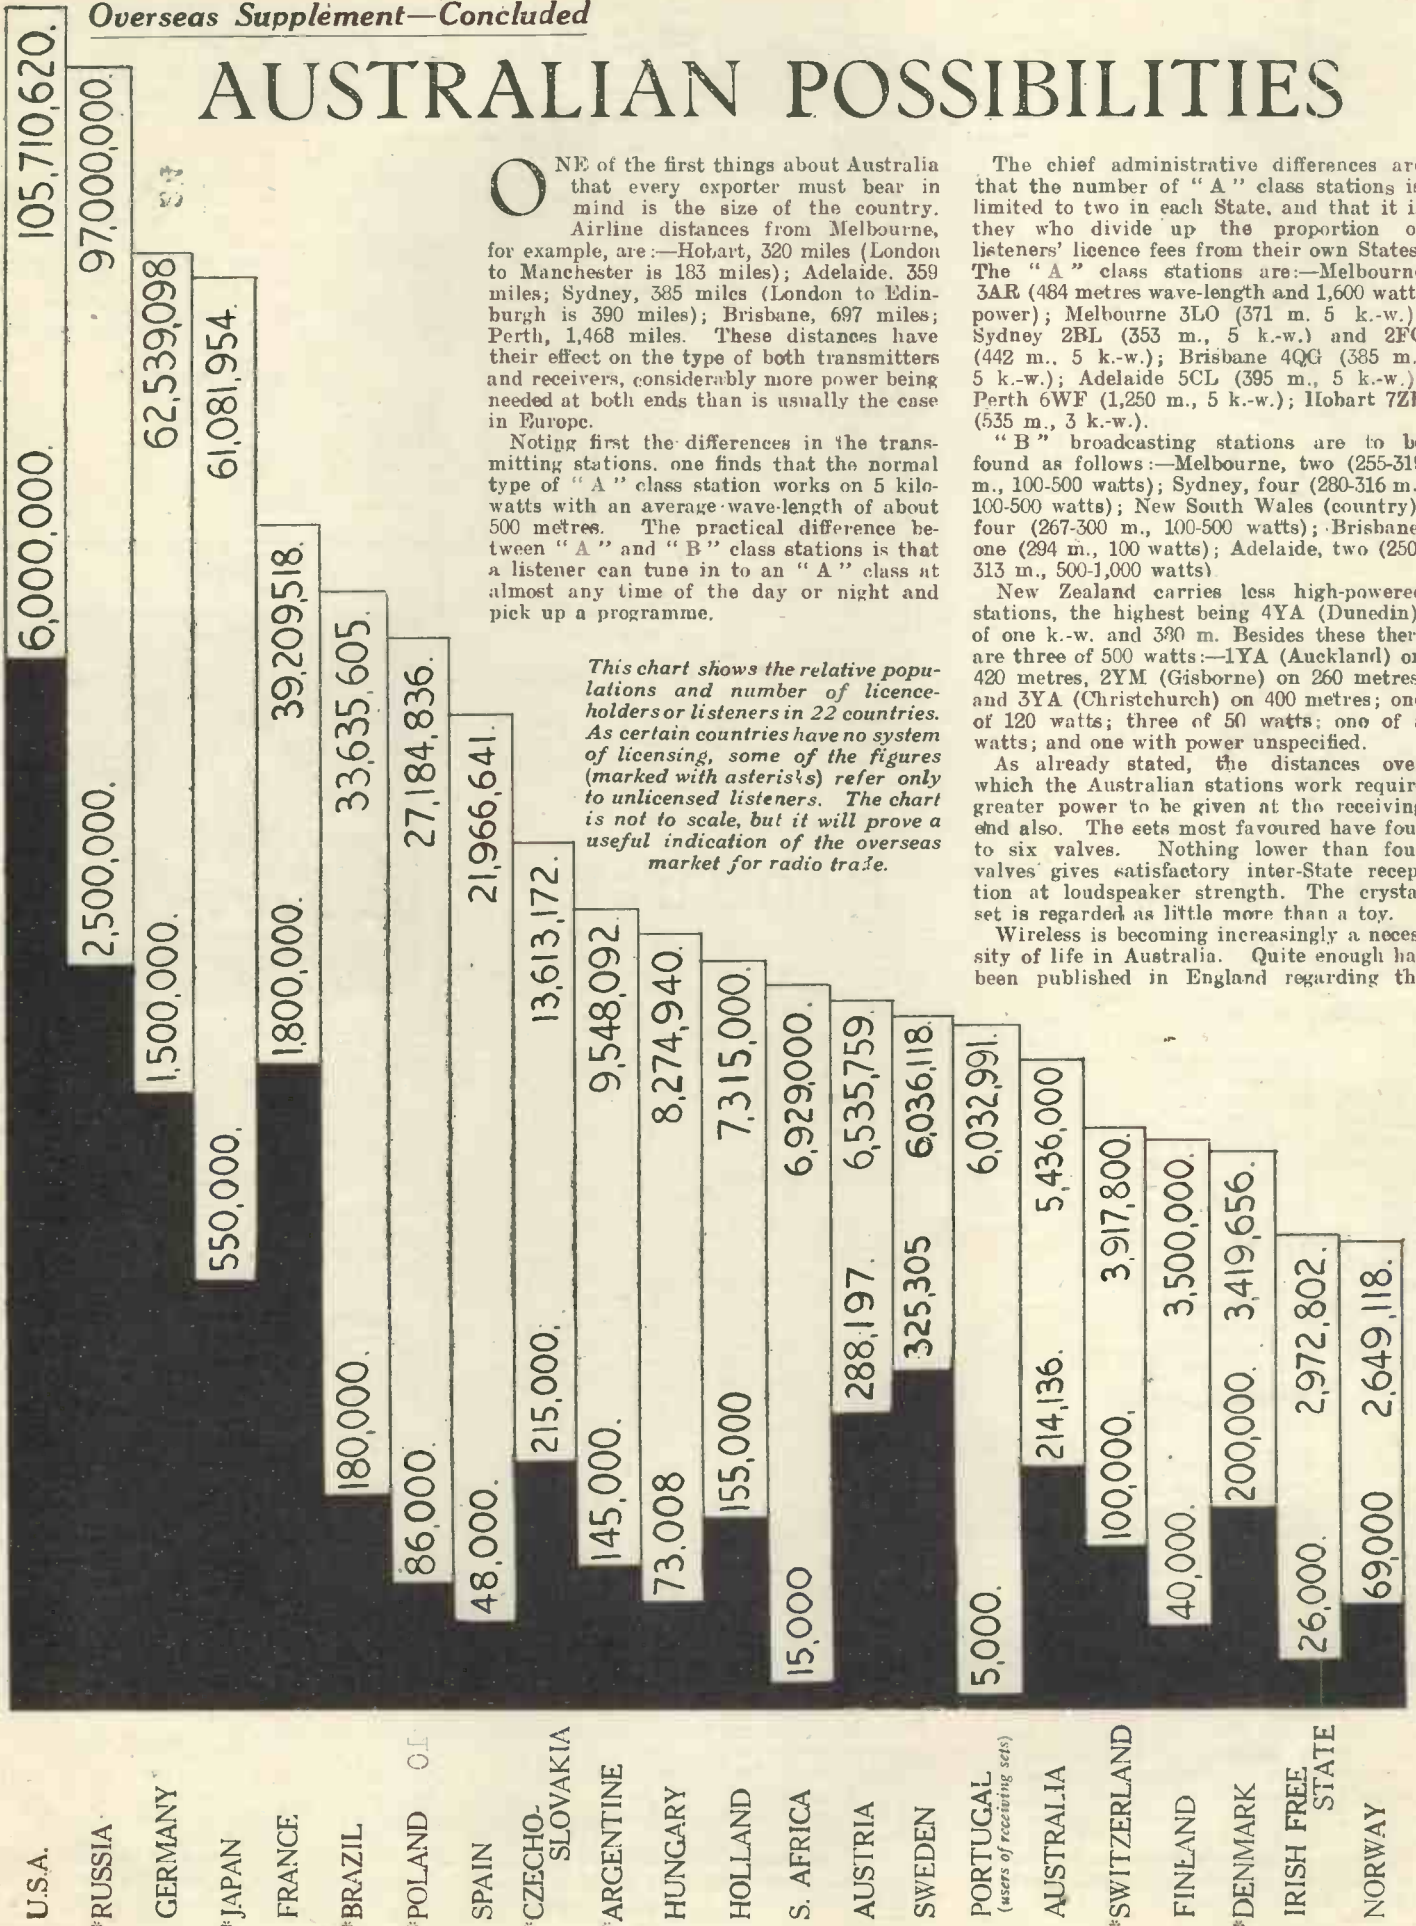 Overseas Supplement—Concluded
AUSTRALIAN POSSIBILITIES
ONE of the first things about Australia
that every exporter must bear in
mind is the size of the country.
Airline distances from Melbourne,
for example, are:—Hobart, 320 miles (London
to Manchester is 183 miles); Adelaide. 359
miles; Sydney, 385 miles (London to Edin-
burgh is 390 miles); Brisbane, 697 miles;
Perth, 1,468 miles. These distances have
their effect on the type of both transmitters
and receivers, considerably more power being
needed at both ends than is usually the case
in Europe.
Noting first the differences in the trans-
mitting stations. one finds that the normal
type of "A" class station works on 5 kilo-
watts with an average wave-length of about
500 metres. The practical difference be-
tween "A" and "B" class stations is that
a listener can tune in to an "A" class at
almost any time of the day or night and
pick up a programme.
This chart shows the relative popu-
lations and number of licence-
holders or listeners in 22 countries.
As certain countries have no system
of licensing, some of the figures
(marked with asterisks) refer only
to unlicensed listeners. The chart
is not to scale, but it will prove a
useful indication of the overseas
market for radio trade.
The chief administrative differences ar
that the number of "A" class stations i
limited to two in each State, and that it i
they who divide up the proportion o
listeners' licence fees from their own States
The "A" class stations are:—Melbourn
3AR (484 metres wave-length and 1,600 watt
power); Melbourne 3LO (371 m. 5 k.-w.)
Sydney 2BL (353 m., 5 k.-w.) and 2FC
(442 m., 5 k.-w.); Brisbane 4QG (385 m.
5 k.-w.); Adelaide 5CL (395 m., 5 k.-w.)
Perth 6WF (1,250 m., 5 k.-w.); Hobart 7ZL
(535 m., 3 k.-w.).
"B" broadcasting stations are to b
found as follows:—Melbourne, two (255-319
m., 100-500 watts); Sydney, four (280-316 m.
100-500 watts); New South Wales (country)
four (267-300 m., 100-500 watts); Brisbane
one (294 m., 100 watts); Adelaide, two (250
313 m., 500-1,000 watts)
New Zealand carries less high-powered
stations, the highest being 4YA (Dunedin)
of one k.-w. and 380 m. Besides these ther
are three of 500 watts:—1YA (Auckland) on
420 metres, 2YM (Gisborne) on 260 metres
and 3YA (Christchurch) on 400 metres; one
of 120 watts; three of 50 watts; one of
watts; and one with power unspecified.
As already stated, the distances ove
which the Australian stations work requir
greater power to be given at the receiving
end also. The sets most favoured have fou
to six valves. Nothing lower than fou
valves gives satisfactory inter-State recep
tion at loudspeaker strength. The crysta
set is regarded as little more than a toy.
Wireless is becoming increasingly a neces
sity of life in Australia. Quite enough ha
been published in England regarding th
6,000,000. 105,710,620.
2,500,000. 97,000,000.
1,500,000. 62,539,098
550,000. 61,081,954.
1,800,000. 39,209,518.
180,000. 33,635,605.
86,000. 27,184,836.
48,000. 21,966,641.
215,000. 13,613,172.
145,000. 9,548,092
73,008 8,274,940.
155,000 7,315,000.
15,000 6,929,000.
288,197. 6,535,759.
325,305 6,036,118.
5,000. 6,032,991.
214,136. 5,436,000
100,000. 3,917,800.
40,000. 3,500,000.
200,000. 3,419,656.
26,000. 2,972,802.
69,000 2,649,118.
U.S.A.
*RUSSIA
GERMANY
*JAPAN
FRANCE
*BRAZIL
*POLAND
SPAIN
*CZECHO-
SLOVAKIA
*ARGENTINE
HUNGARY
HOLLAND
S. AFRICA
AUSTRIA
SWEDEN
PORTUGAL
(users of receiving sets)
AUSTRALIA
*SWITZERLAND
FINLAND
*DENMARK
IRISH FREE
STATE
NORWAY